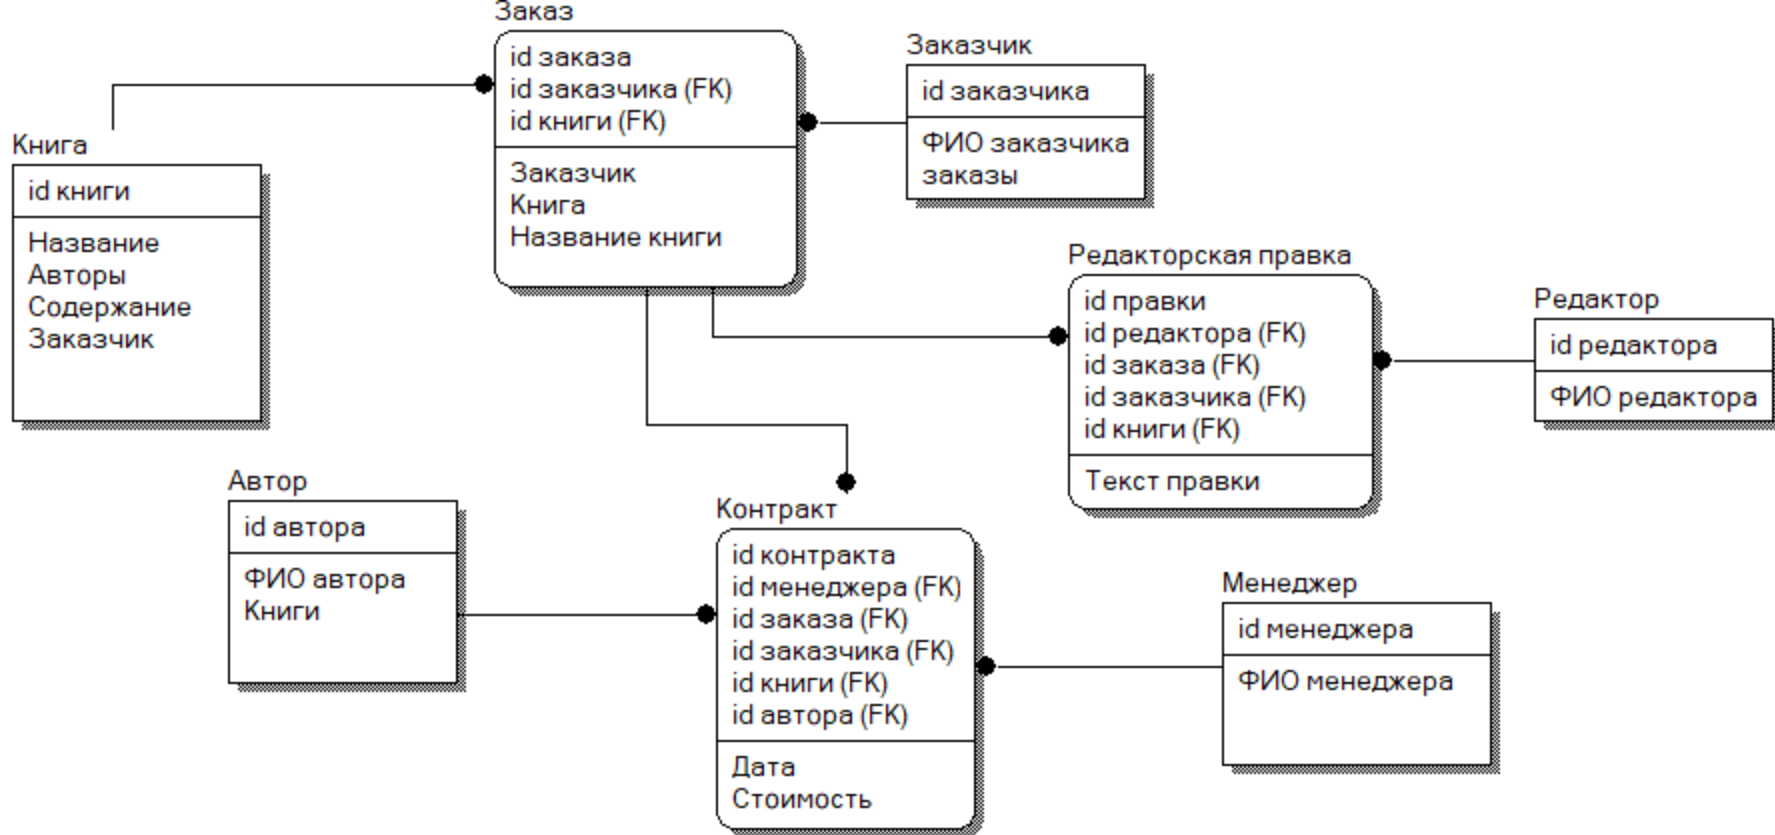 Заказ
id заказа
id заказчика (FK)
id книги (FK)
Заказчик
Книга
Название книги
Заказчик
id заказчика
ФИО заказчика
заказы
Книга
id книги
Название
Авторы
Содержание
Заказчик
Редакторская правка
id правки
id редактора (FK)
id заказа (FK)
id заказчика (FK)
id книги (FK)
Текст правки
Редактор
id редактора
ФИО редактора
Автор
id автора
ФИО автора
Книги
Контракт
id контракта
id менеджера (FK)
id заказа (FK)
id заказчика (FK)
id книги (FK)
id автора (FK)
Дата
Стоимость
Менеджер
id менеджера
ФИО менеджера